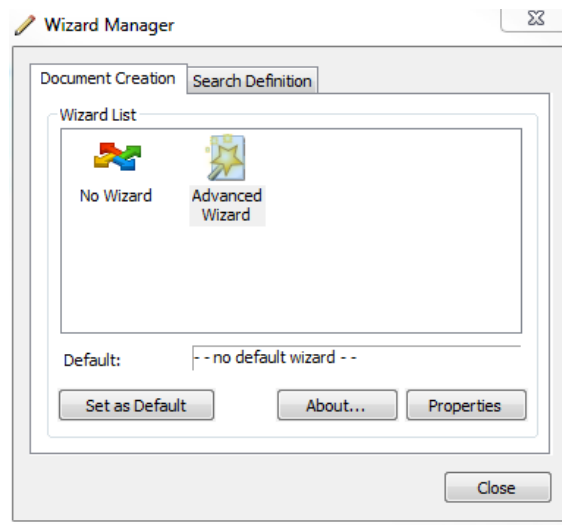 Wizard Manager
Document Creation
Search Definition
Wizard List
No Wizard
Advanced
Wizard
Default:
- - no default wizard - -
Set as Default
About...
Properties
Close